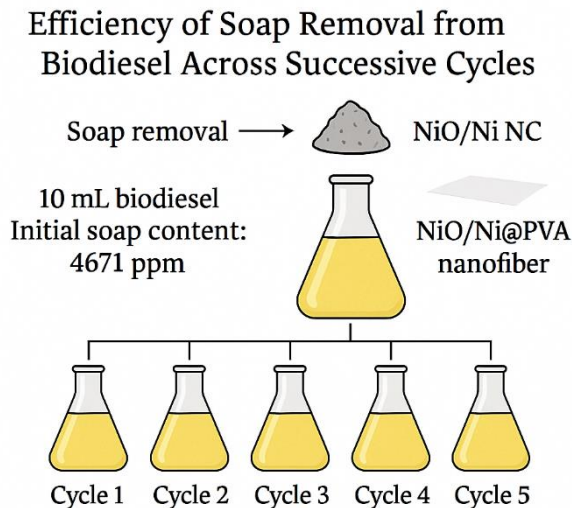 Efficiency of Soap Removal from
Biodiesel Across Successive Cycles
Soap removal
NiO/Ni NC
10 mL biodiesel
Initial soap content:
4671 ppm
NiO/Ni@PVA
nanofiber
Cycle 1
Cycle 2
Cycle 3
Cycle 4
Cycle 5